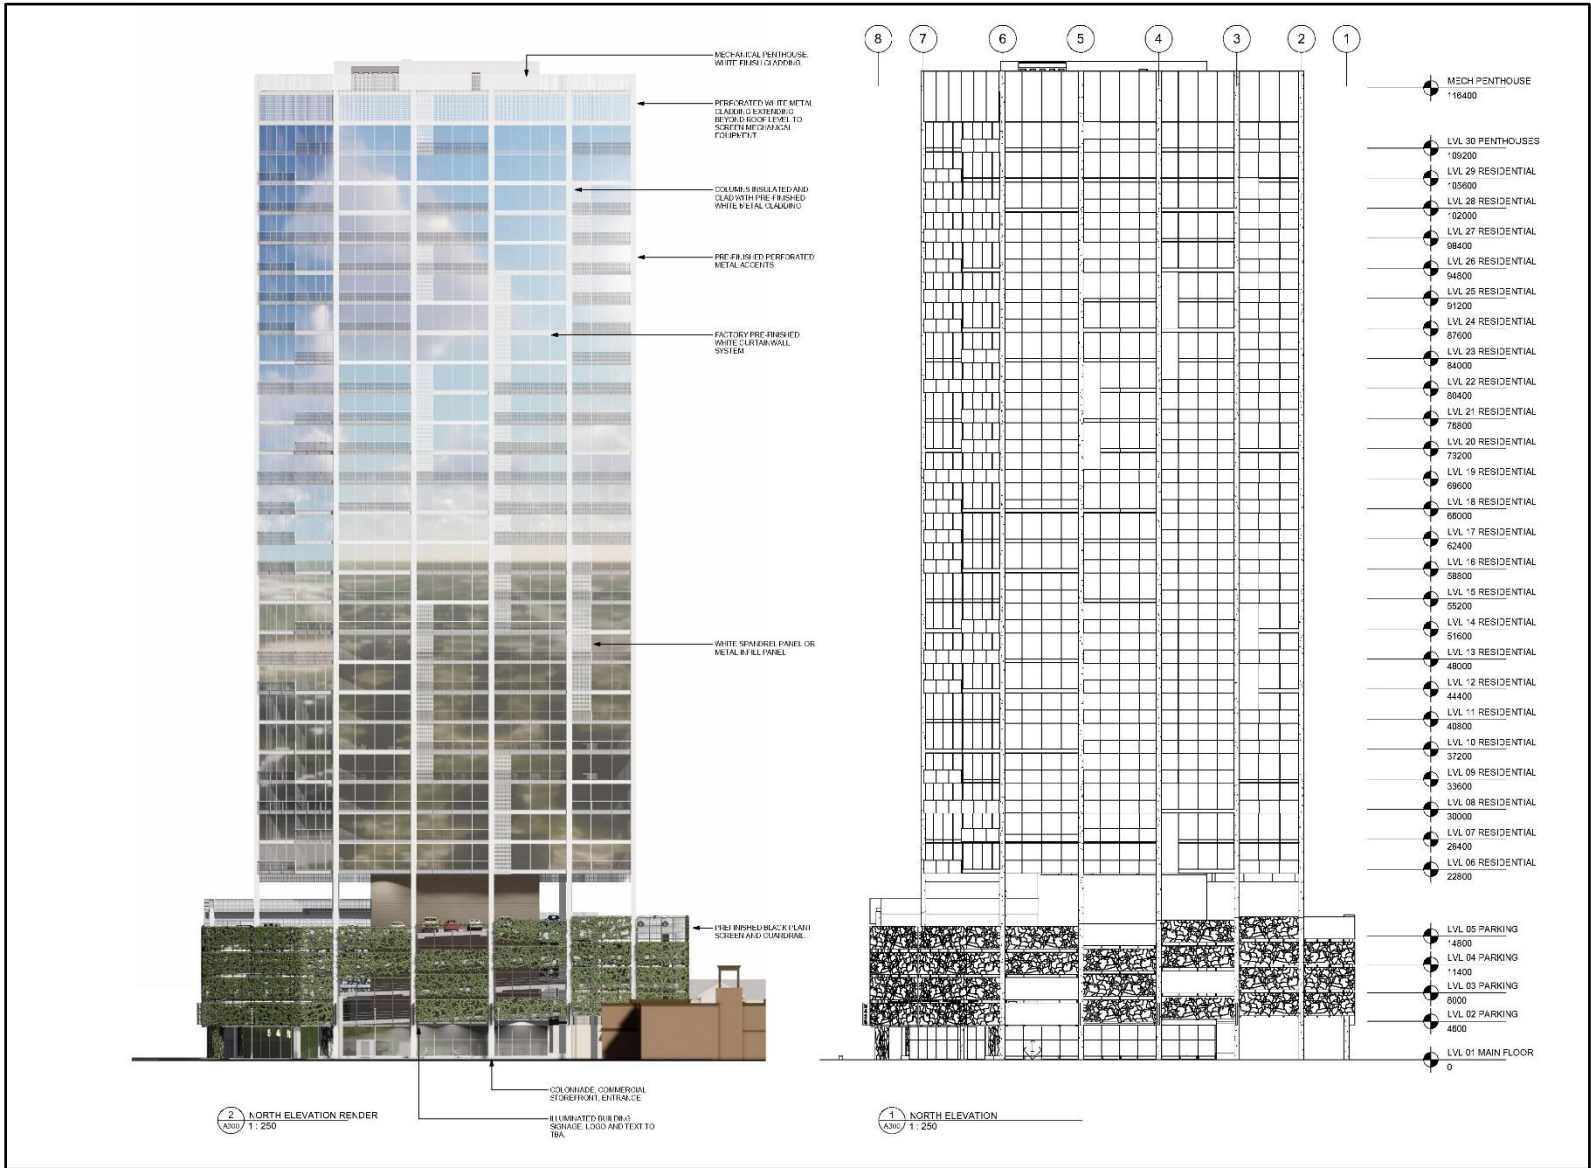 MECHANICAL PENTHOUSE,
WHITE FINISH CLADDING
PERFORATED WHITE METAL
CLADDING EXTENDING
BEYOND ROOF LEVEL TO
SCREEN MECHANICAL
EQUIPMENT
COLUMNS INSULATED AND
CLAD WITH PRE-FINISHED
WHITE METAL CLADDING
PRE-FINISHED PERFORATED
METAL ACCENTS
FACTORY PRE-FINISHED
WHITE CURTAINWALL
SYSTEM
WHITE SPANDREL PANEL OR
METAL INFILL PANEL
PREFINISHED BLACK PLANT
SCREEN AND GUARDRAIL
COLONNADE, COMMERCIAL
STOREFRONT, ENTRANCE
ILLUMINATED BUILDING
SIGNAGE, LOGO AND TEXT TO
TBA.
2
A300
NORTH ELEVATION RENDER
1 : 250
8 7 6 5 4 3 2 1
MECH PENTHOUSE
116400
LVL 30 PENTHOUSES
109200
LVL 29 RESIDENTIAL
105600
LVL 28 RESIDENTIAL
102000
LVL 27 RESIDENTIAL
98400
LVL 26 RESIDENTIAL
94800
LVL 25 RESIDENTIAL
91200
LVL 24 RESIDENTIAL
87600
LVL 23 RESIDENTIAL
84000
LVL 22 RESIDENTIAL
80400
LVL 21 RESIDENTIAL
76800
LVL 20 RESIDENTIAL
73200
LVL 19 RESIDENTIAL
69600
LVL 18 RESIDENTIAL
66000
LVL 17 RESIDENTIAL
62400
LVL 16 RESIDENTIAL
58800
LVL 15 RESIDENTIAL
55200
LVL 14 RESIDENTIAL
51600
LVL 13 RESIDENTIAL
48000
LVL 12 RESIDENTIAL
44400
LVL 11 RESIDENTIAL
40800
LVL 10 RESIDENTIAL
37200
LVL 09 RESIDENTIAL
33600
LVL 08 RESIDENTIAL
30000
LVL 07 RESIDENTIAL
26400
LVL 06 RESIDENTIAL
22800
LVL 05 PARKING
14800
LVL 04 PARKING
11400
LVL 03 PARKING
8000
LVL 02 PARKING
4600
LVL 01 MAIN FLOOR
0
1
A300
NORTH ELEVATION
1 : 250